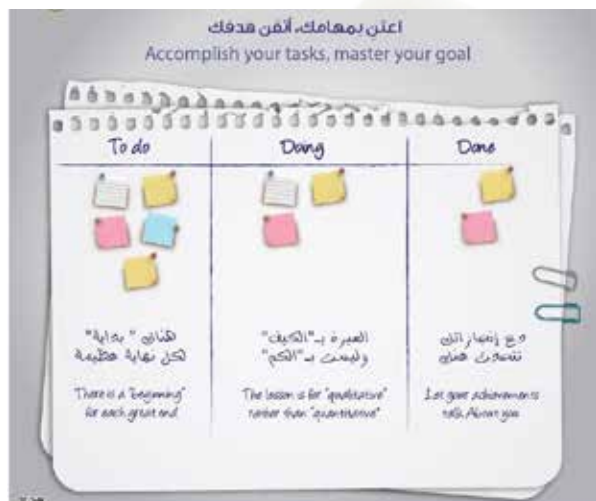 اعتن بمهامك، أتقن هدفك
Accomplish your tasks, master your goal
To do
Doing
Done
هناك "بداية"
لكل نهاية عظيمة
العبرة بـ"الكيف"
وليست بـ"الكم"
دع إنجازاتك
تتحدث عنك
There is a "beginning"
for each great end
The lesson is for "qualitative"
rather than "quantitative"
Let your achievements
talk About you